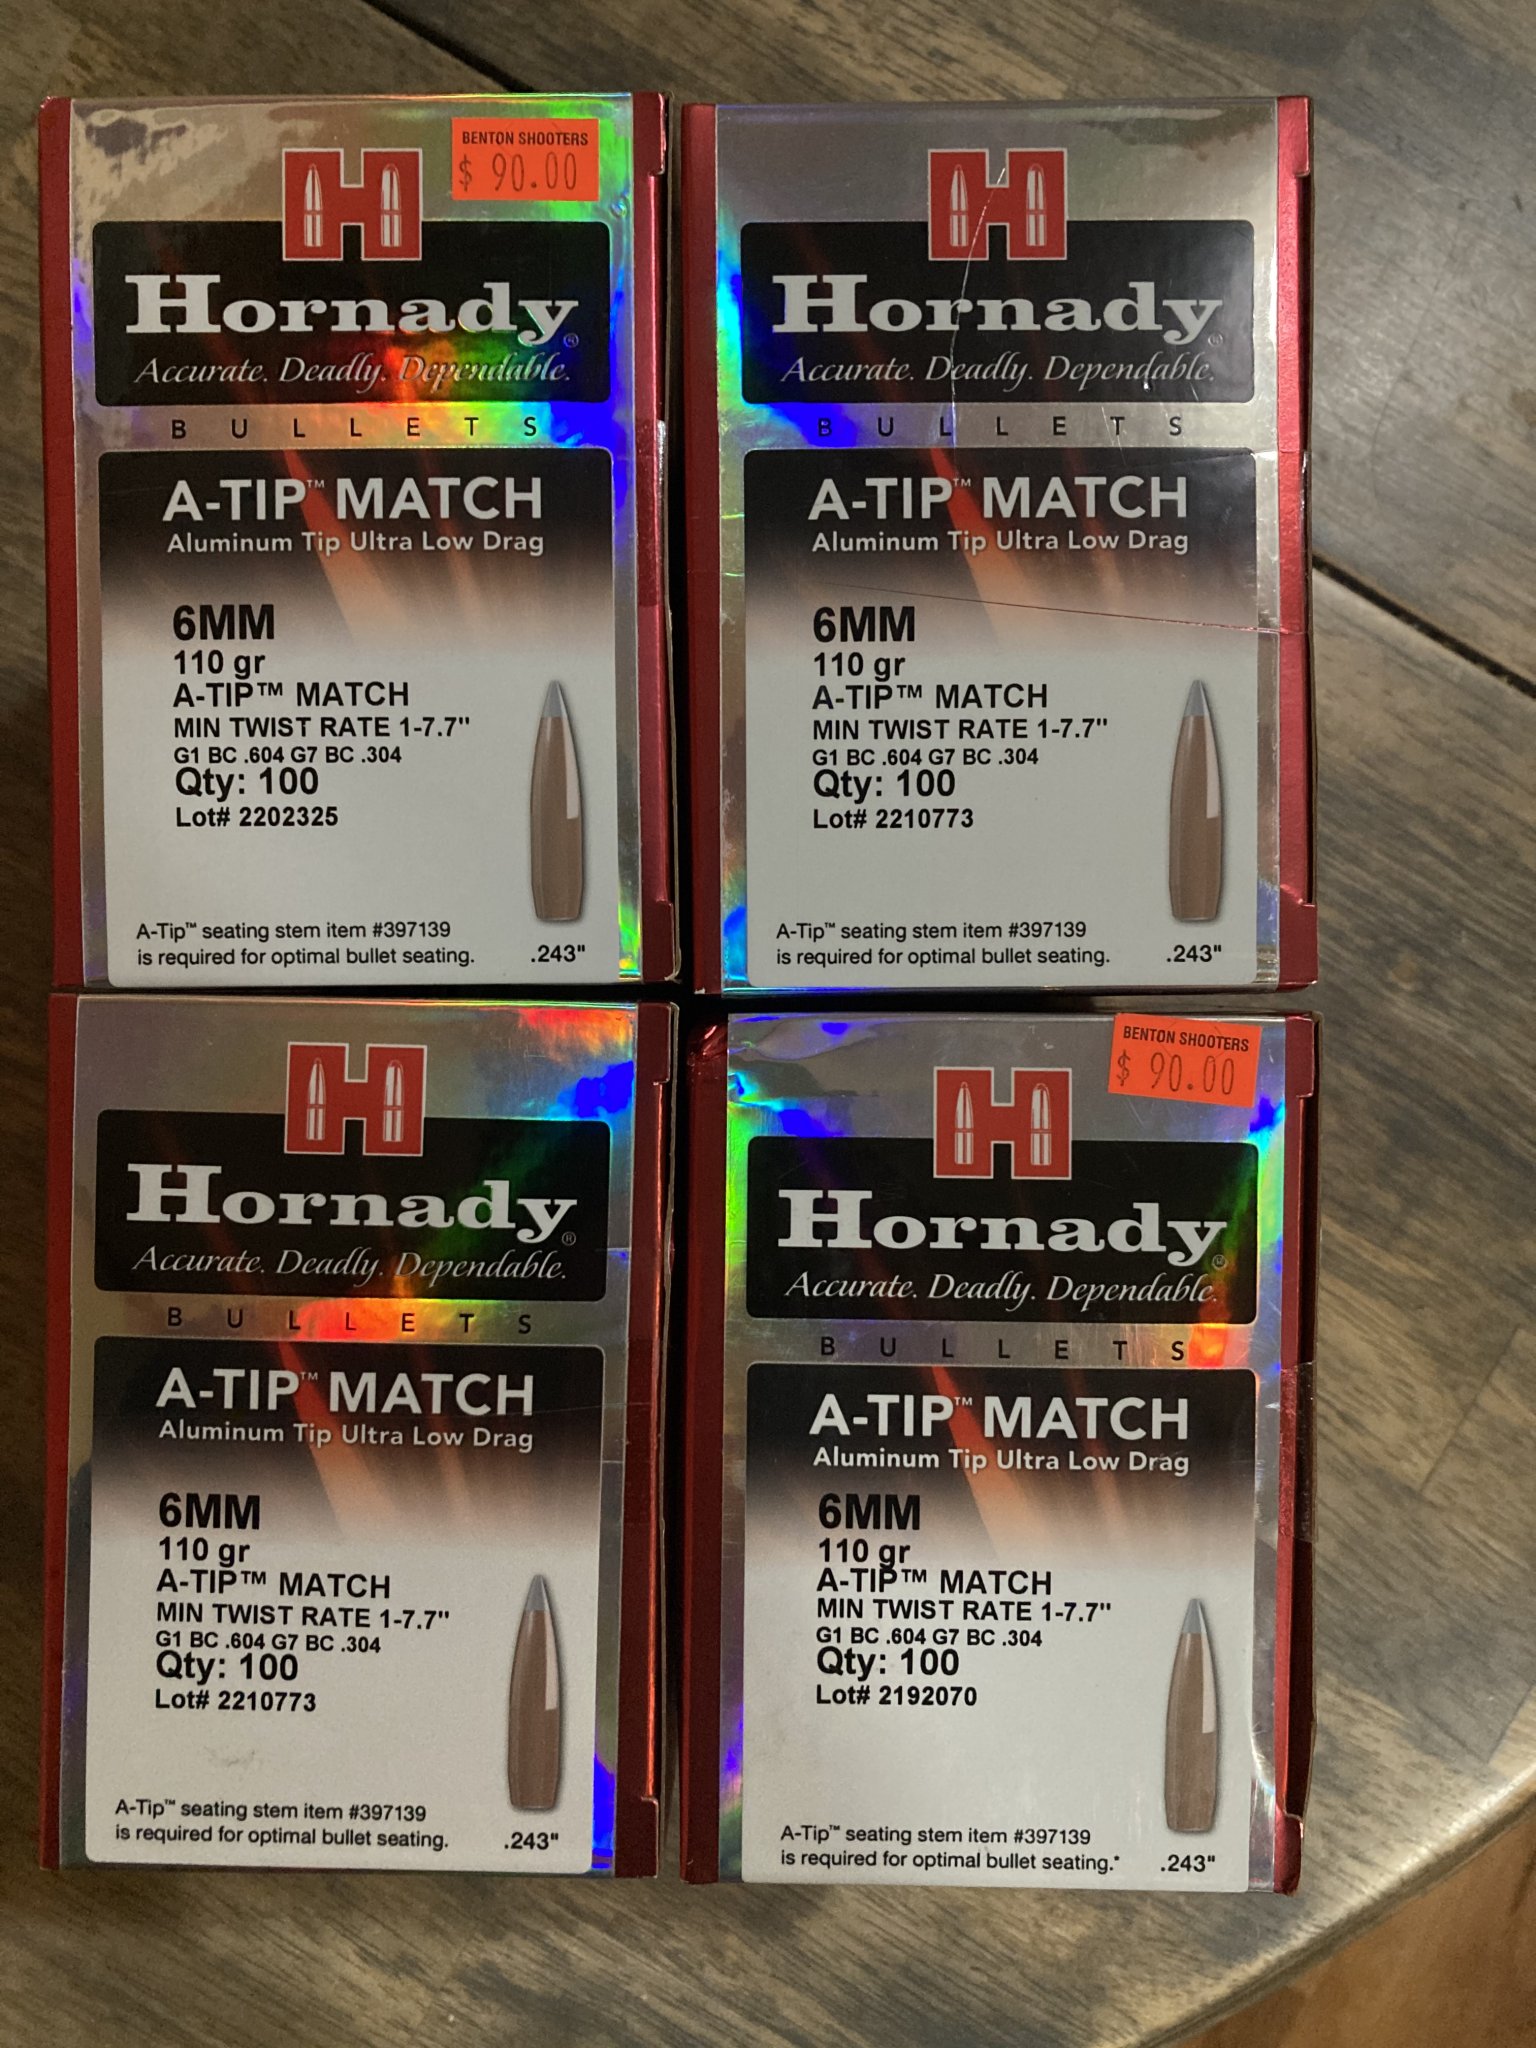 BENTON SHOOTERS
$ 90.00
Hornady®
Accurate. Deadly. Dependable.
BULLETS
A-TIP™ MATCH
Aluminum Tip Ultra Low Drag
6MM
110 gr
A-TIP™ MATCH
MIN TWIST RATE 1-7.7"
G1 BC .604 G7 BC .304
Qty: 100
Lot# 2202325
A-Tip™ seating stem item #397139
is required for optimal bullet seating.
.243"
Hornady®
Accurate. Deadly. Dependable.
BULLETS
A-TIP™ MATCH
Aluminum Tip Ultra Low Drag
6MM
110 gr
A-TIP™ MATCH
MIN TWIST RATE 1-7.7"
G1 BC .604 G7 BC .304
Qty: 100
Lot# 2210773
A-Tip™ seating stem item #397139
is required for optimal bullet seating.
.243"
Hornady®
Accurate. Deadly. Dependable.
BULLETS
A-TIP™ MATCH
Aluminum Tip Ultra Low Drag
6MM
110 gr
A-TIP™ MATCH
MIN TWIST RATE 1-7.7"
G1 BC .604 G7 BC .304
Qty: 100
Lot# 2210773
A-Tip™ seating stem item #397139
is required for optimal bullet seating.
.243"
BENTON SHOOTERS
$ 90.00
Hornady®
Accurate. Deadly. Dependable.
BULLETS
A-TIP™ MATCH
Aluminum Tip Ultra Low Drag
6MM
110 gr
A-TIP™ MATCH
MIN TWIST RATE 1-7.7"
G1 BC .604 G7 BC .304
Qty: 100
Lot# 2192070
A-Tip™ seating stem item #397139
is required for optimal bullet seating.*
.243"